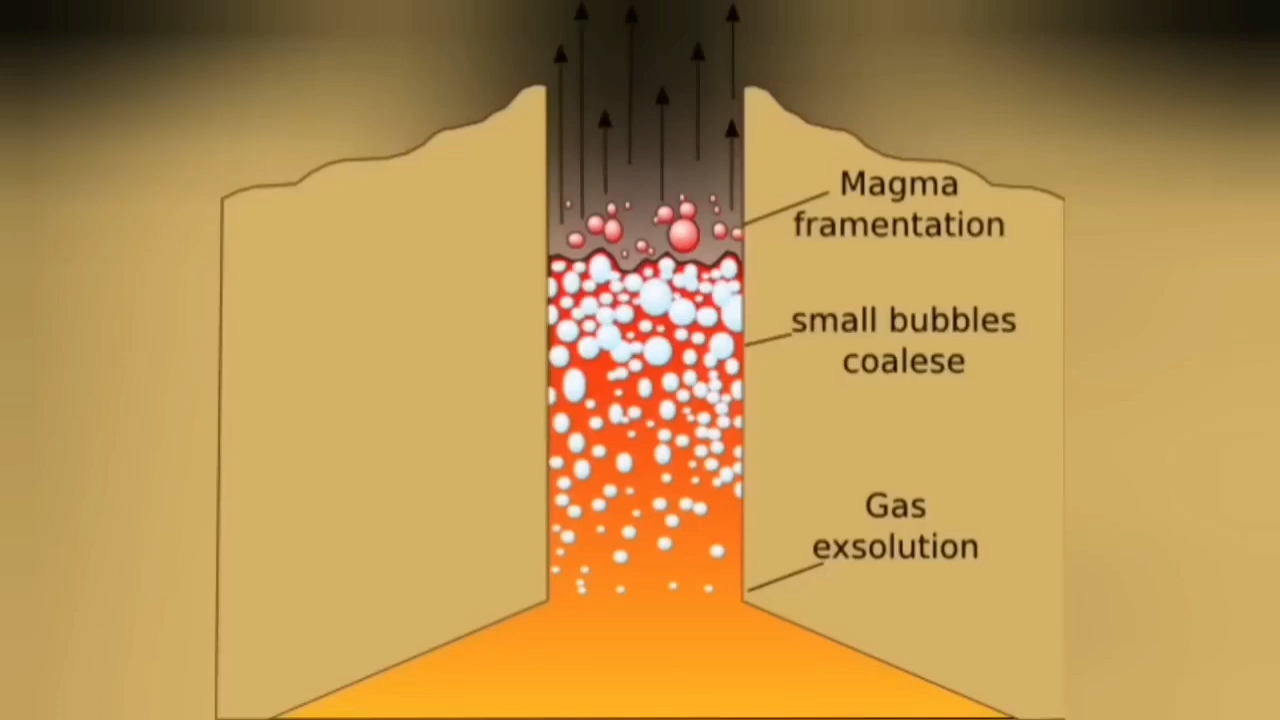 Magma
framentation
small bubbles
coalese
Gas
exsolution